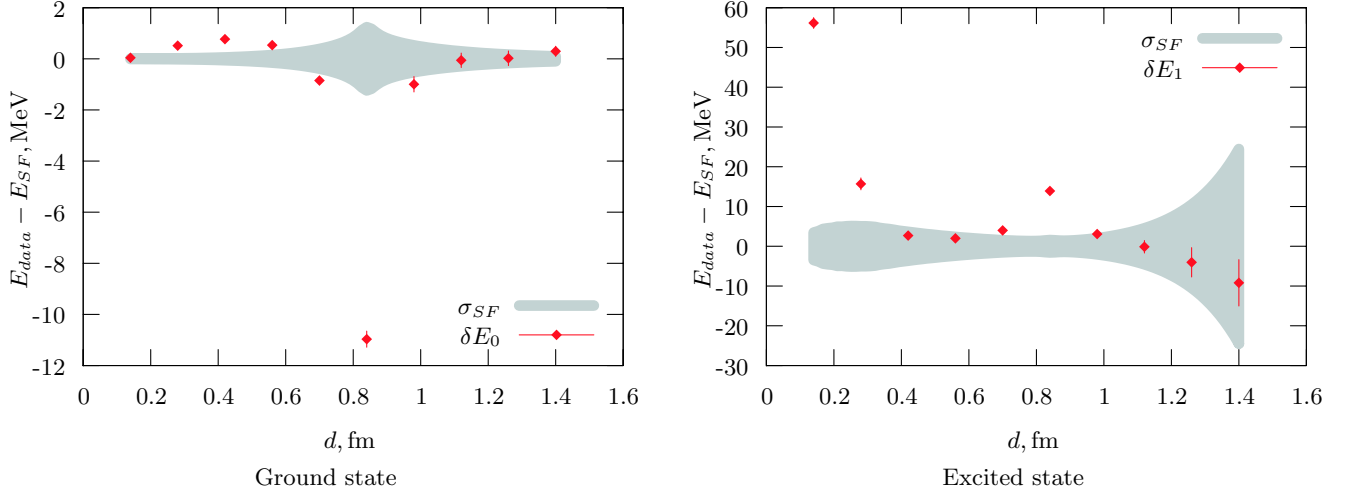 2
0
-2
-4
-6
-8
-10
-12
E_{data} − E_{SF}, MeV
σ_{SF}
δE_0
0 0.2 0.4 0.6 0.8 1 1.2 1.4 1.6
d, fm
Ground state
60
50
40
30
20
10
0
-10
-20
-30
E_{data} − E_{SF}, MeV
σ_{SF}
δE_1
0 0.2 0.4 0.6 0.8 1 1.2 1.4 1.6
d, fm
Excited state